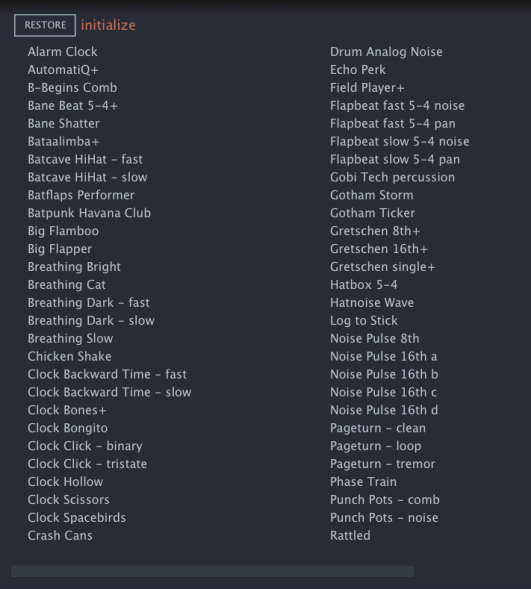 RESTORE initialize
Alarm Clock
AutomatiQ+
B-Begins Comb
Bane Beat 5-4+
Bane Shatter
Bataalimba+
Batcave HiHat - fast
Batcave HiHat - slow
Batflaps Performer
Batpunk Havana Club
Big Flamboo
Big Flapper
Breathing Bright
Breathing Cat
Breathing Dark - fast
Breathing Dark - slow
Breathing Slow
Chicken Shake
Clock Backward Time - fast
Clock Backward Time - slow
Clock Bones+
Clock Bongito
Clock Click - binary
Clock Click - tristate
Clock Hollow
Clock Scissors
Clock Spacebirds
Crash Cans
Drum Analog Noise
Echo Perk
Field Player+
Flapbeat fast 5-4 noise
Flapbeat fast 5-4 pan
Flapbeat slow 5-4 noise
Flapbeat slow 5-4 pan
Gobi Tech percussion
Gotham Storm
Gotham Ticker
Gretschen 8th+
Gretschen 16th+
Gretschen single+
Hatbox 5-4
Hatnoise Wave
Log to Stick
Noise Pulse 8th
Noise Pulse 16th a
Noise Pulse 16th b
Noise Pulse 16th c
Noise Pulse 16th d
Pageturn - clean
Pageturn - loop
Pageturn - tremor
Phase Train
Punch Pots - comb
Punch Pots - noise
Rattled